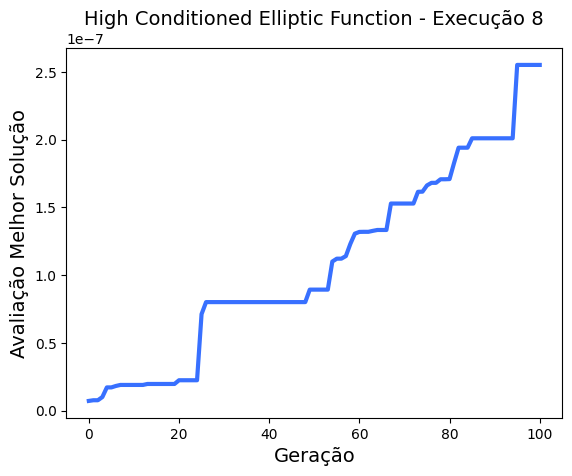 High Conditioned Elliptic Function - Execução 8
1e−7
Avaliação Melhor Solução
2.5
2.0
1.5
1.0
0.5
0.0
0 20 40 60 80 100
Geração